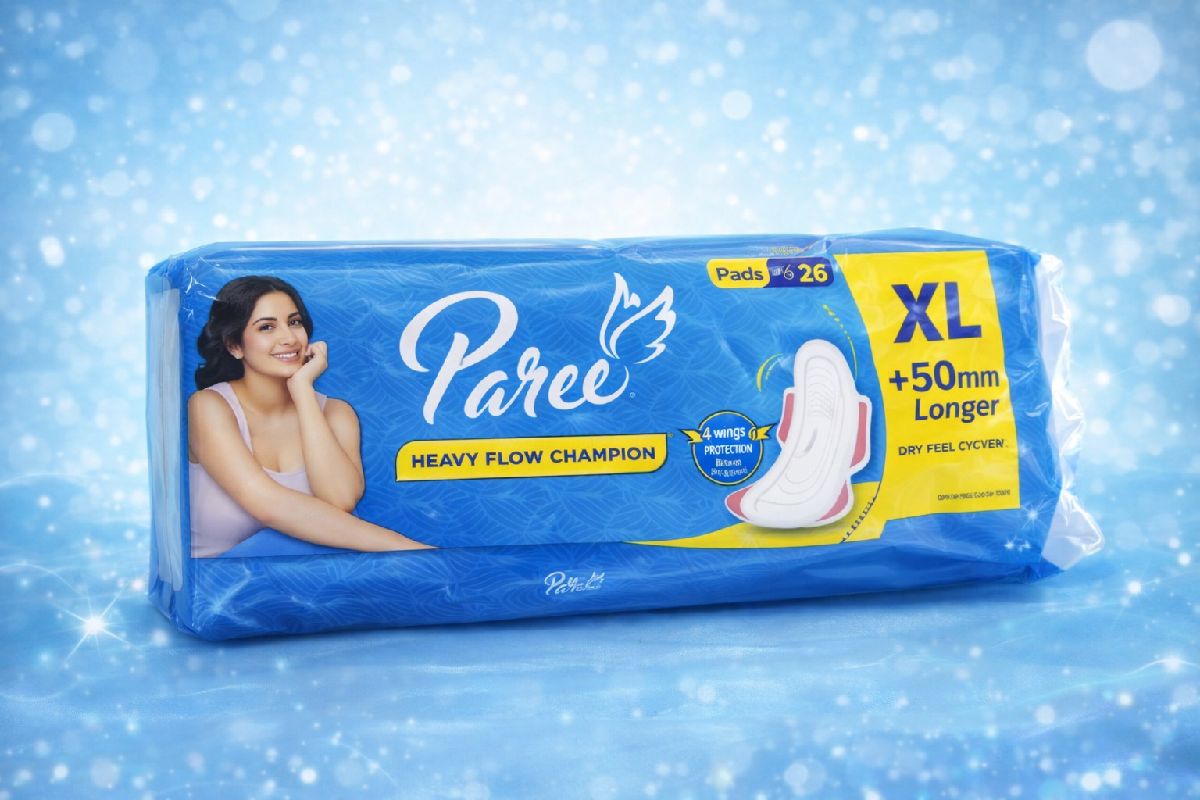 Paree
HEAVY FLOW CHAMPION
Pads
26
4 wings
PROTECTION
XL
+50mm
Longer
DRY FEEL CYCVEN